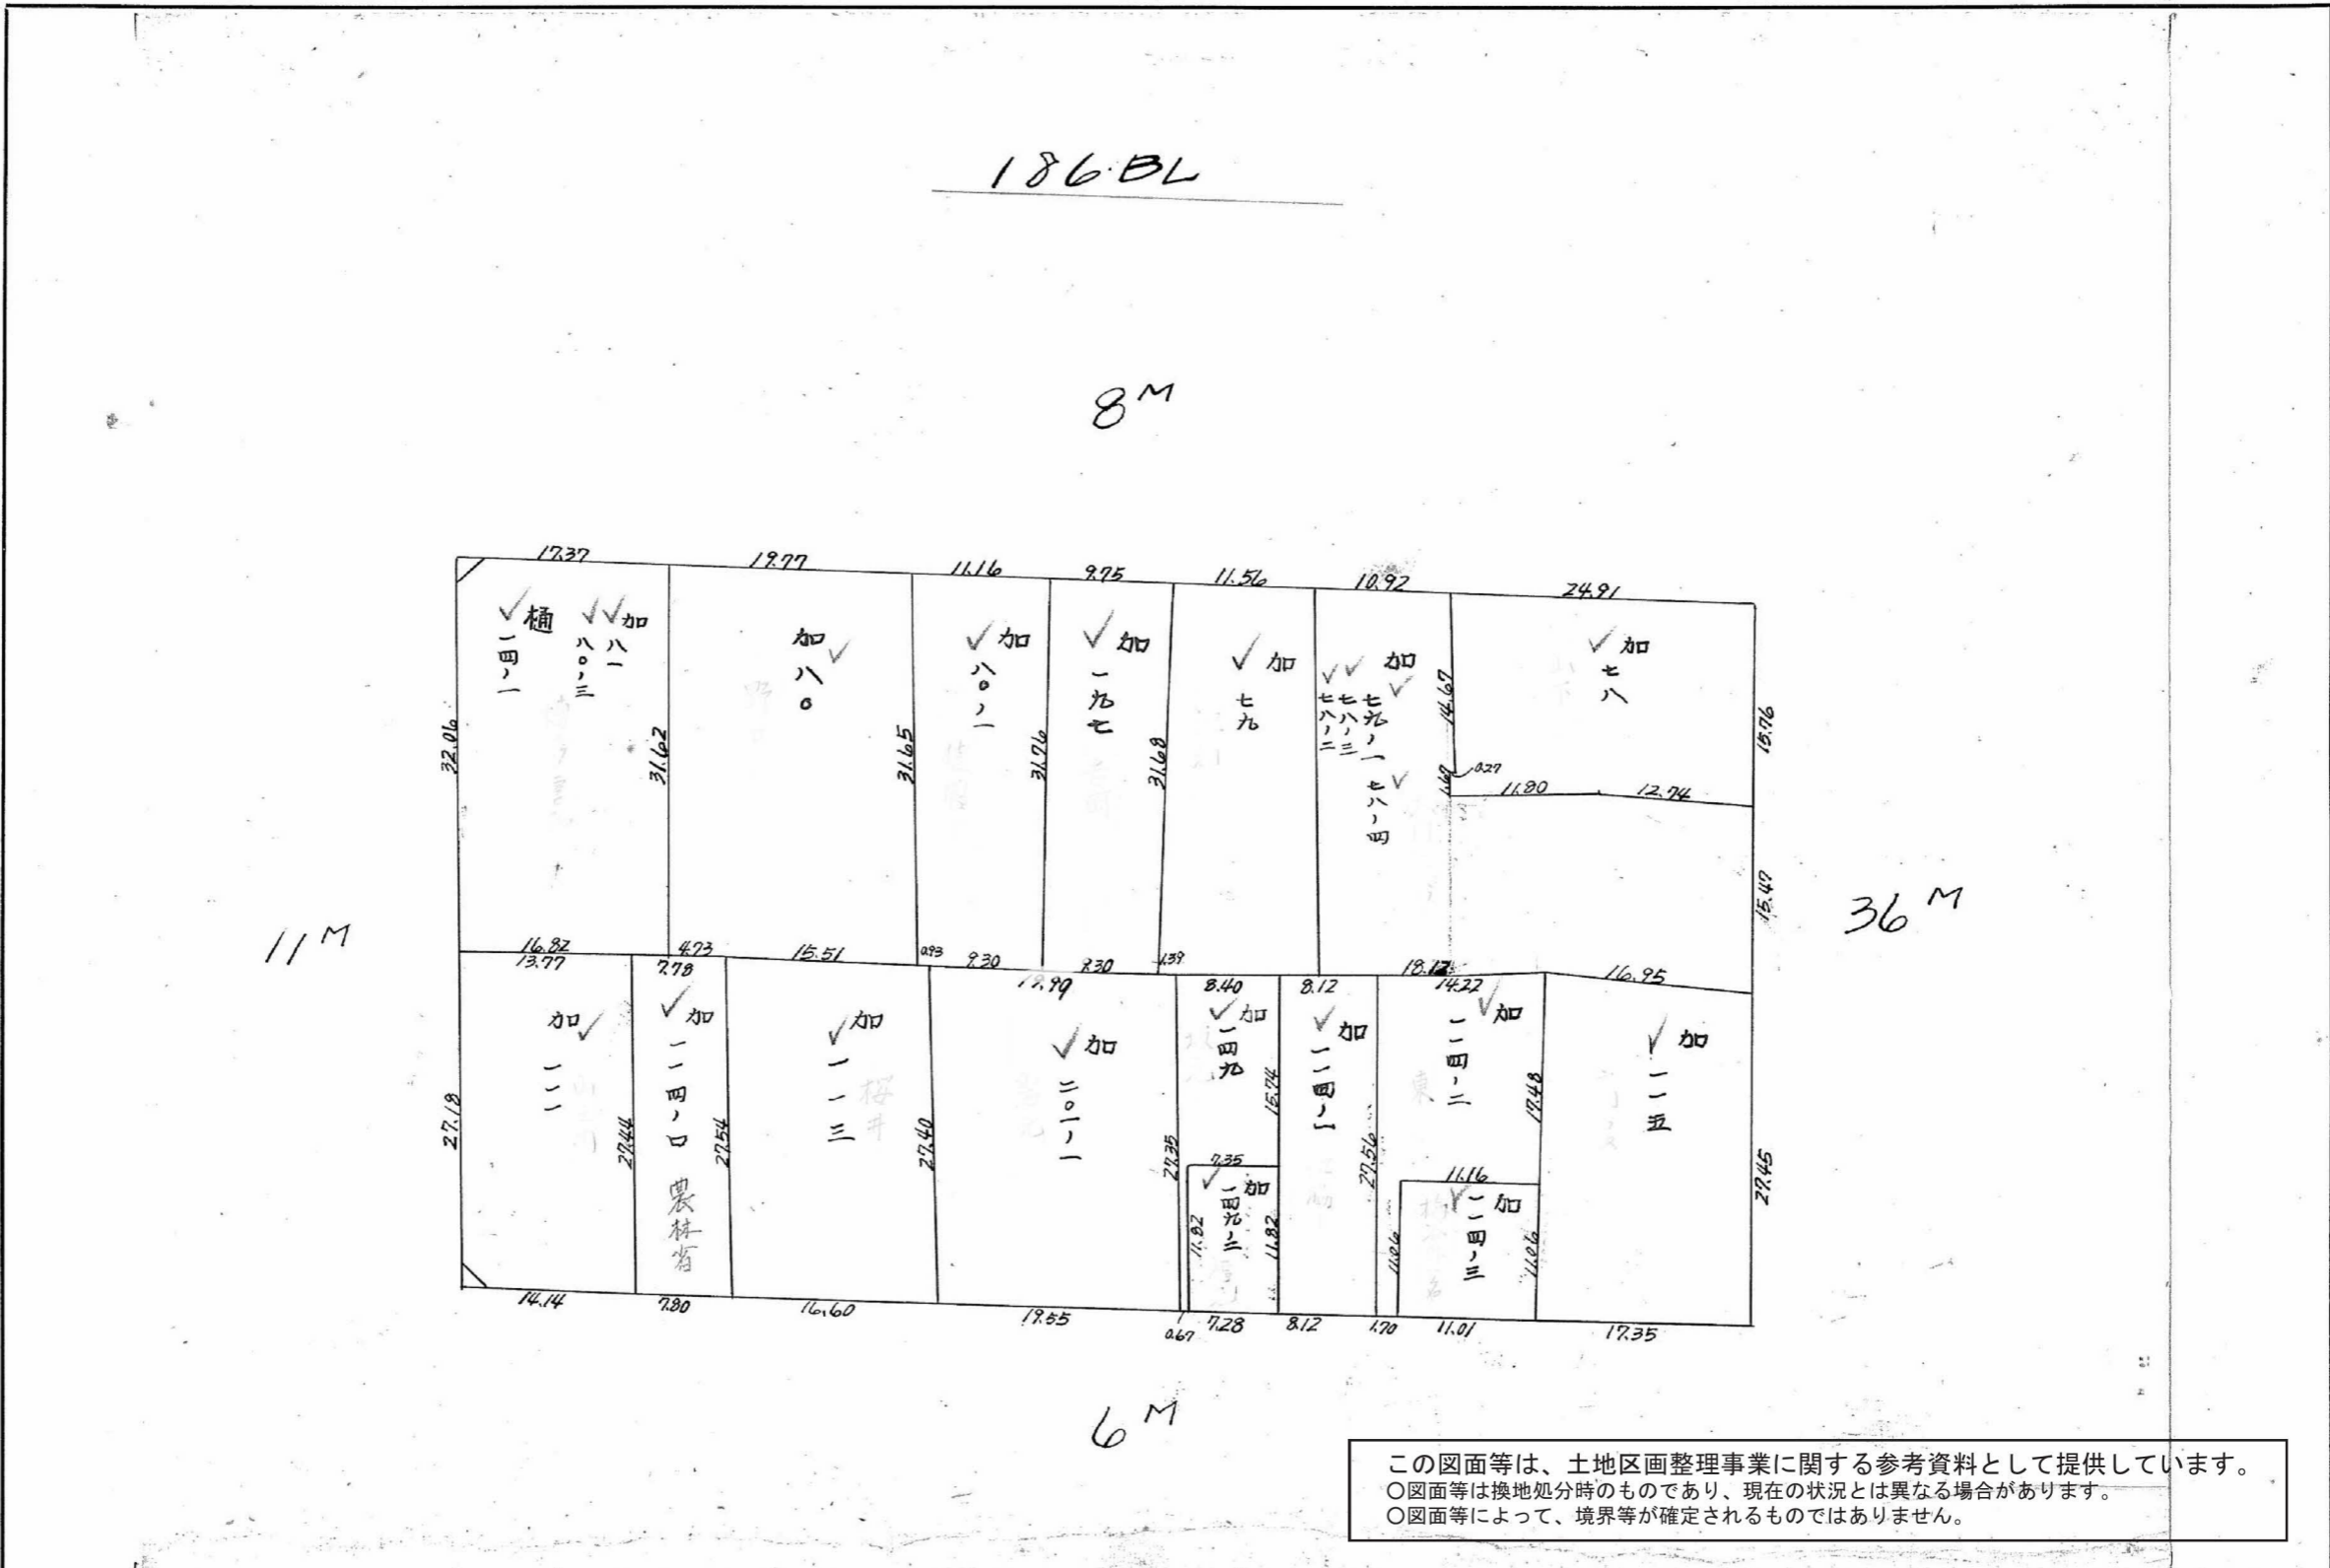 186.BL
8M
17.37
19.77
11.16
9.75
11.56
10.92
24.91
樋
一四ノ一
八〇ノ三
加
八一
加
八〇
加
八〇ノ一
加
一九七
加
七九
加
七九ノ一
七八ノ三
七八ノ二
七八ノ四
加
七八
32.06
31.62
31.65
31.76
31.68
14.67
1.67
0.27
11.80
12.74
15.76
15.47
11M
36M
16.82
4.73
15.51
0.93
9.30
9.30
1.39
16.95
13.77
7.78
19.99
8.40
8.12
14.22
加
一一一
加
一一四ノ口
農林省
加
一一三
桜井
加
二〇一ノ一
加
一四九
加
一四九ノ二
加
加
一一四ノ二
東
加
一一四ノ三
加
一一五
27.18
27.44
27.54
27.40
27.35
15.74
7.35
11.82
11.82
27.56
17.48
11.16
11.06
11.06
27.45
14.14
7.80
16.60
19.55
0.67
7.28
8.12
1.70
11.01
17.35
6M
この図面等は、土地区画整理事業に関する参考資料として提供しています。
〇図面等は換地処分時のものであり、現在の状況とは異なる場合があります。
〇図面等によって、境界等が確定されるものではありません。